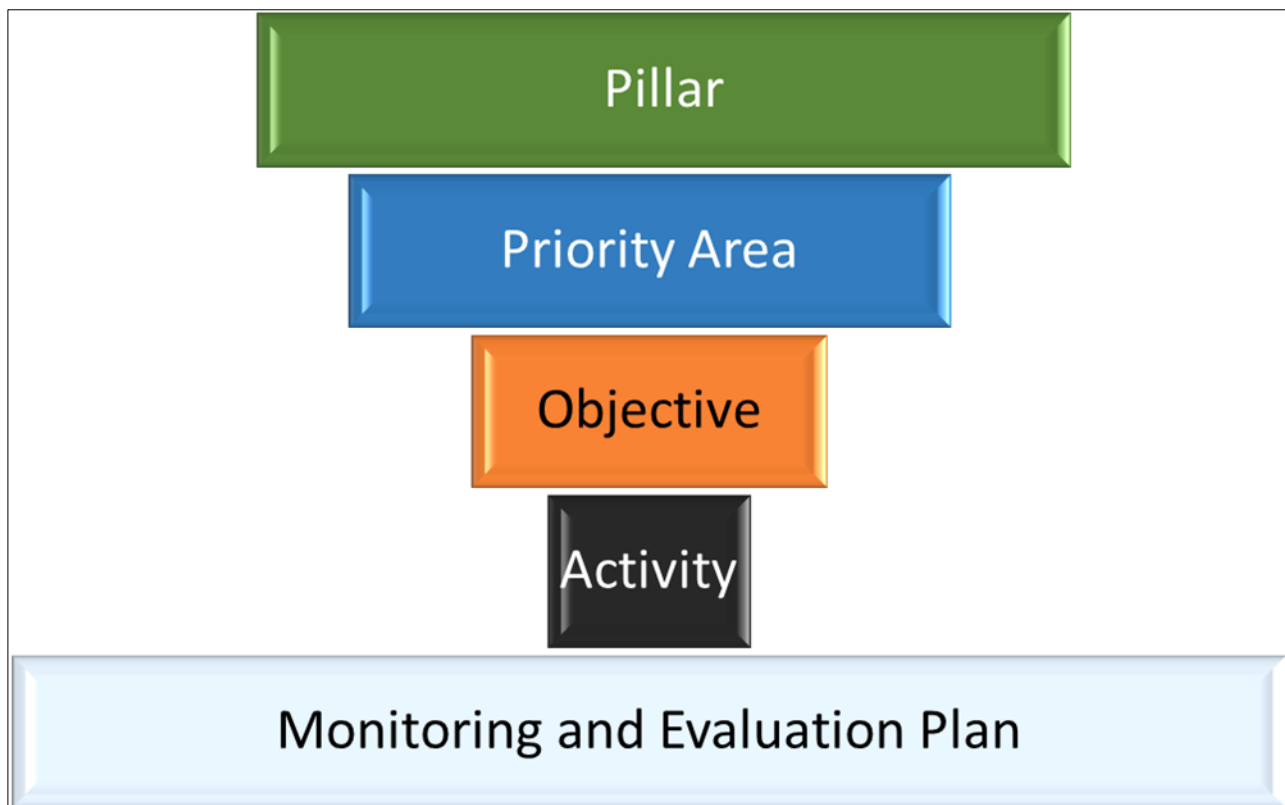 Pillar
Priority Area
Objective
Activity
Monitoring and Evaluation Plan